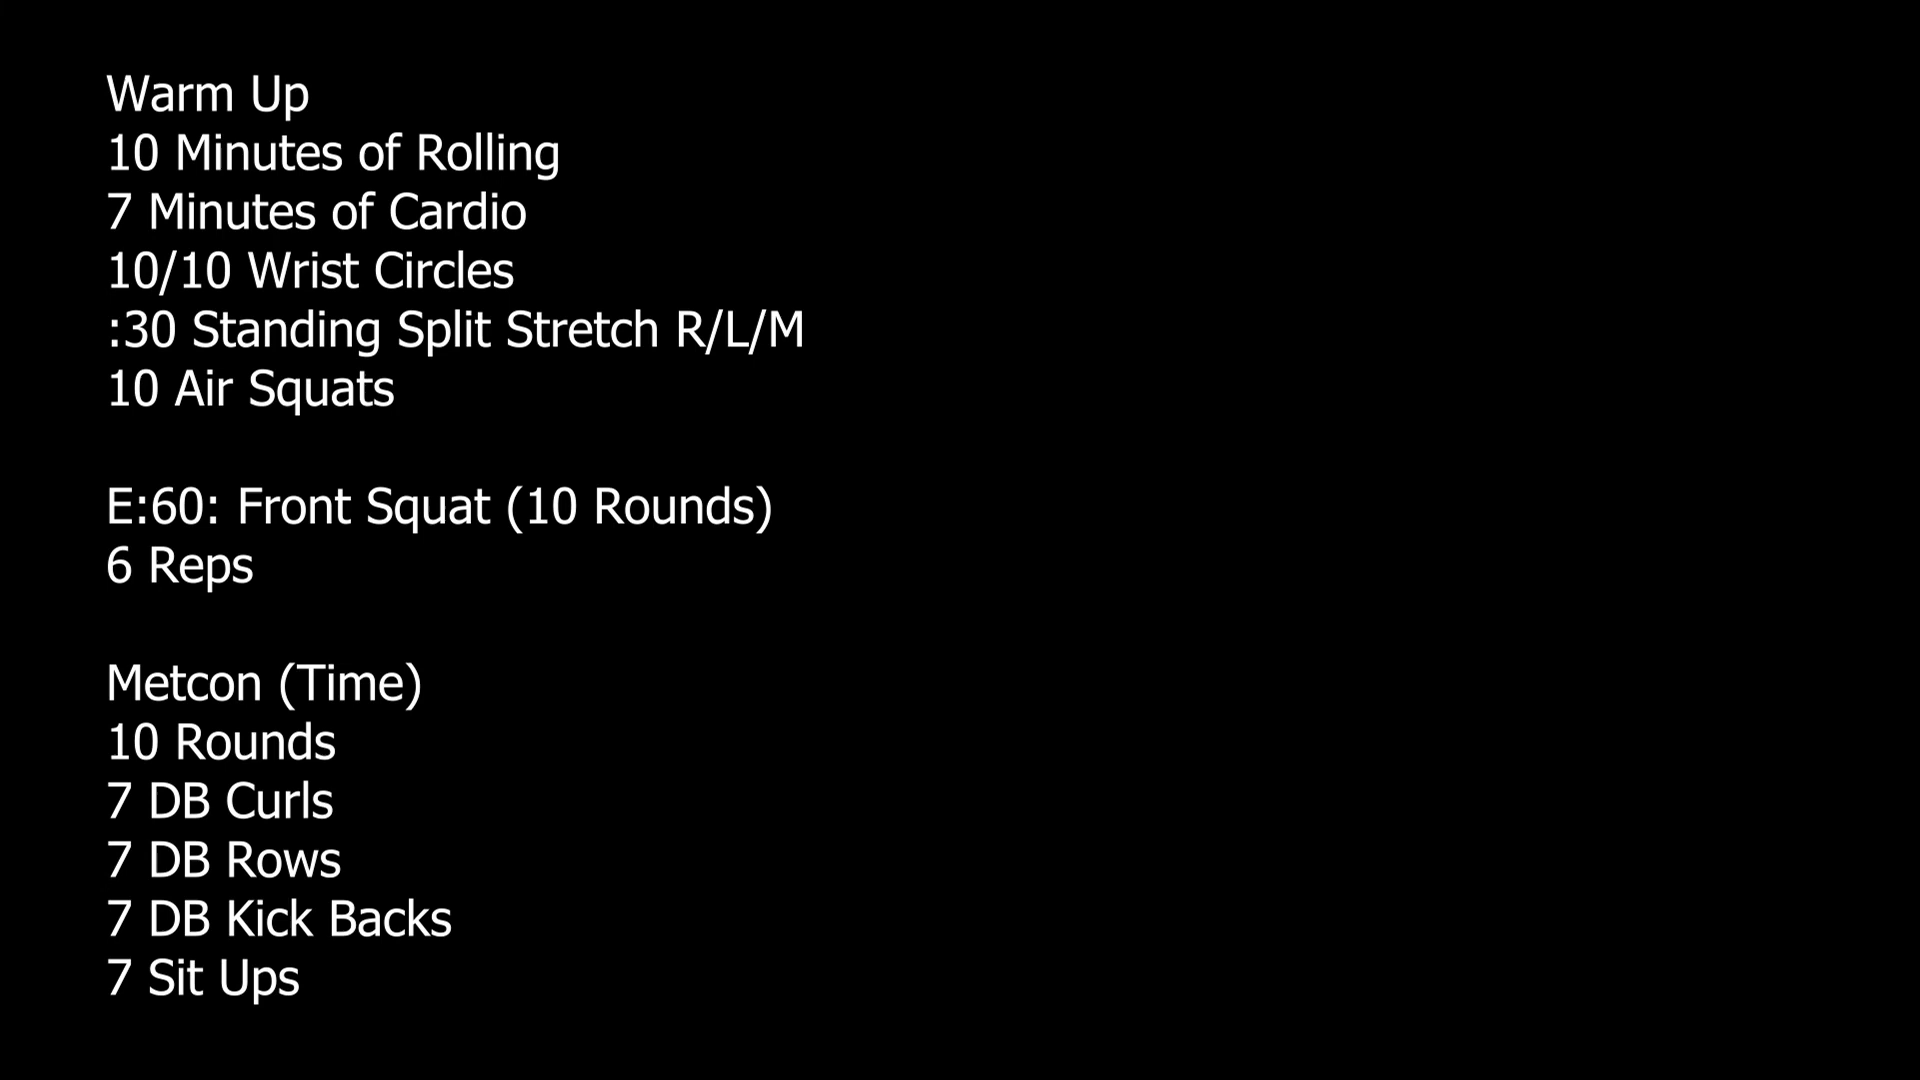 Warm Up
10 Minutes of Rolling
7 Minutes of Cardio
10/10 Wrist Circles
:30 Standing Split Stretch R/L/M
10 Air Squats
E:60: Front Squat (10 Rounds)
6 Reps
Metcon (Time)
10 Rounds
7 DB Curls
7 DB Rows
7 DB Kick Backs
7 Sit Ups